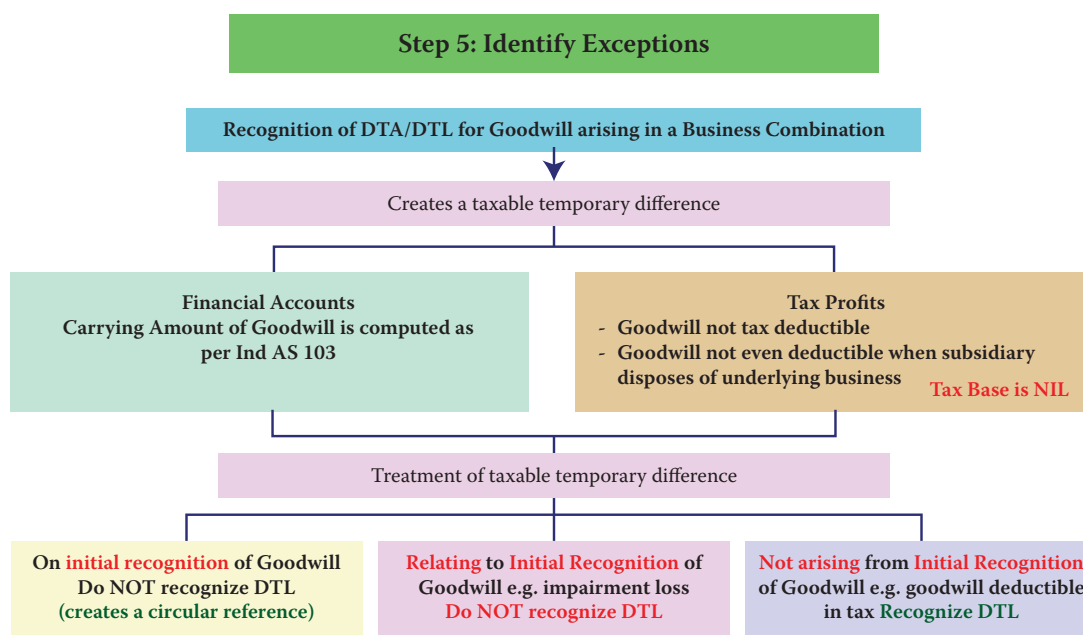 Step 5: Identify Exceptions
Recognition of DTA/DTL for Goodwill arising in a Business Combination
Creates a taxable temporary difference
Financial Accounts
Carrying Amount of Goodwill is computed as
per Ind AS 103
Tax Profits
- Goodwill not tax deductible
- Goodwill not even deductible when subsidiary
disposes of underlying business
Tax Base is NIL
Treatment of taxable temporary difference
On initial recognition of Goodwill
Do NOT recognize DTL
(creates a circular reference)
Relating to Initial Recognition of
Goodwill e.g. impairment loss
Do NOT recognize DTL
Not arising from Initial Recognition
of Goodwill e.g. goodwill deductible
in tax Recognize DTL